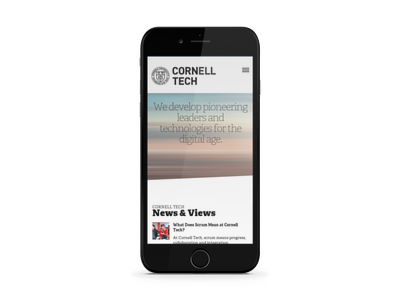 CORNELL
TECH
We develop pioneering
leaders and
technologies for the
digital age.
CORNELL TECH
News & Views
What Does Scrum Mean at Cornell
Tech?
At Cornell Tech, scrum means progress,